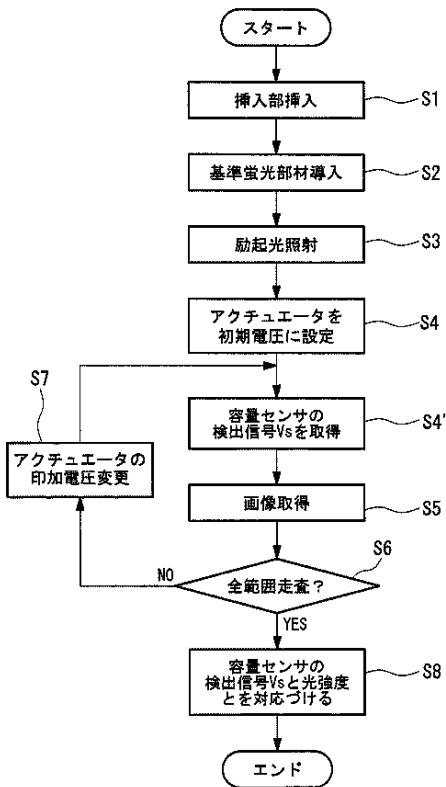 スタート
挿入部挿入
S1
基準蛍光部材導入
S2
励起光照射
S3
アクチュエータを
初期電圧に設定
S4
S7
アクチュエータの
印加電圧変更
容量センサの
検出信号Vsを取得
S4'
画像取得
S5
全範囲走査?
S6
NO
YES
容量センサの
検出信号Vsと光強度
とを対応づける
S8
エンド